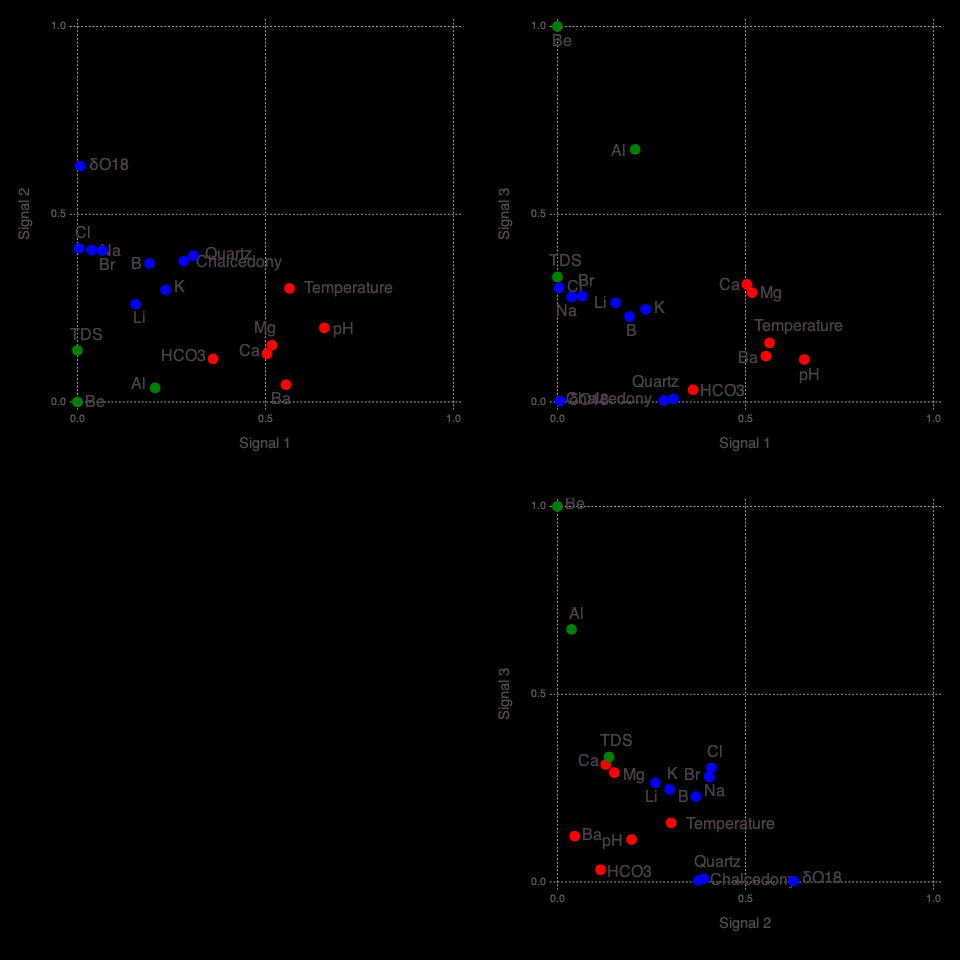 1.0
δO18
0.5
Cl
Na
Br
B
Quartz
Chalcedony
K
Li
Temperature
TDS
Mg
pH
HCO3
Ca
Al
Ba
Be
0.0
0.0
0.5
1.0
Signal 1
Signal 2
1.0
Be
Al
0.5
TDS
Cl
Br
Na
Li
K
B
Ca
Mg
Temperature
Ba
pH
Quartz
HCO3
Chalcedony
δO18
0.0
0.0
0.5
1.0
Signal 1
Signal 3
1.0
Be
Al
0.5
TDS
Cl
Ca
Mg
K
Br
Li
B
Na
Temperature
Ba
pH
Quartz
HCO3
Chalcedony
δO18
0.0
0.0
0.5
1.0
Signal 2
Signal 3